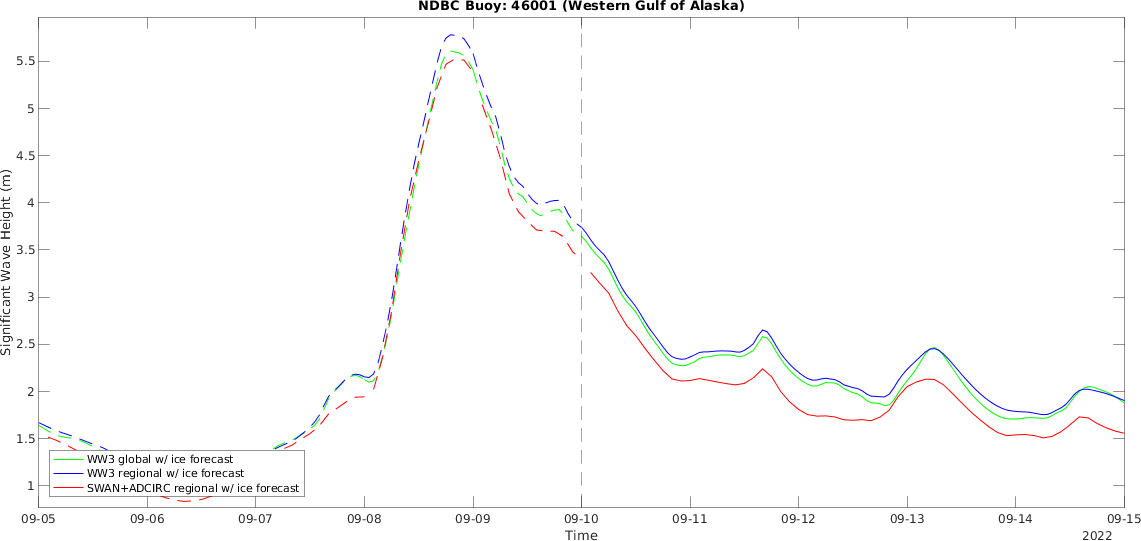 NDBC Buoy: 46001 (Western Gulf of Alaska)
Significant Wave Height (m)
5.5
5
4.5
4
3.5
3
2.5
2
1.5
1
WW3 global w/ ice forecast
WW3 regional w/ ice forecast
SWAN+ADCIRC regional w/ ice forecast
09-05 09-06 09-07 09-08 09-09 09-10 09-11 09-12 09-13 09-14 09-15
Time
2022